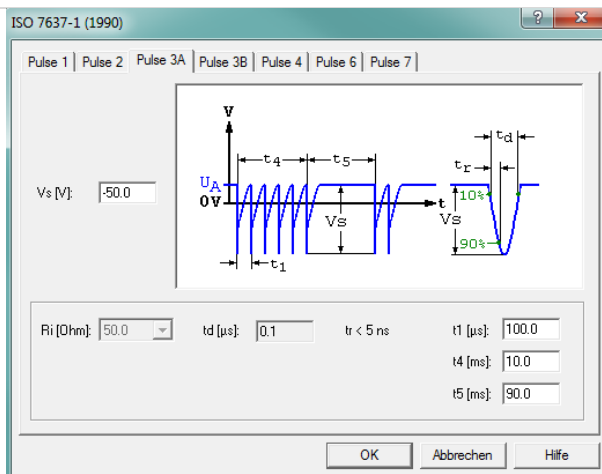 ISO 7637-1 (1990)
Pulse 1 Pulse 2 Pulse 3A Pulse 3B Pulse 4 Pulse 6 Pulse 7
V
t4 t5
td
tr
Vs [V]: -50.0
UA
0V
t
10%
Vs
Vs
90%
t1
Ri [Ohm]: 50.0 td [µs]: 0.1 tr < 5 ns t1 [µs]: 100.0
t4 [ms]: 10.0
t5 [ms]: 90.0
OK Abbrechen Hilfe